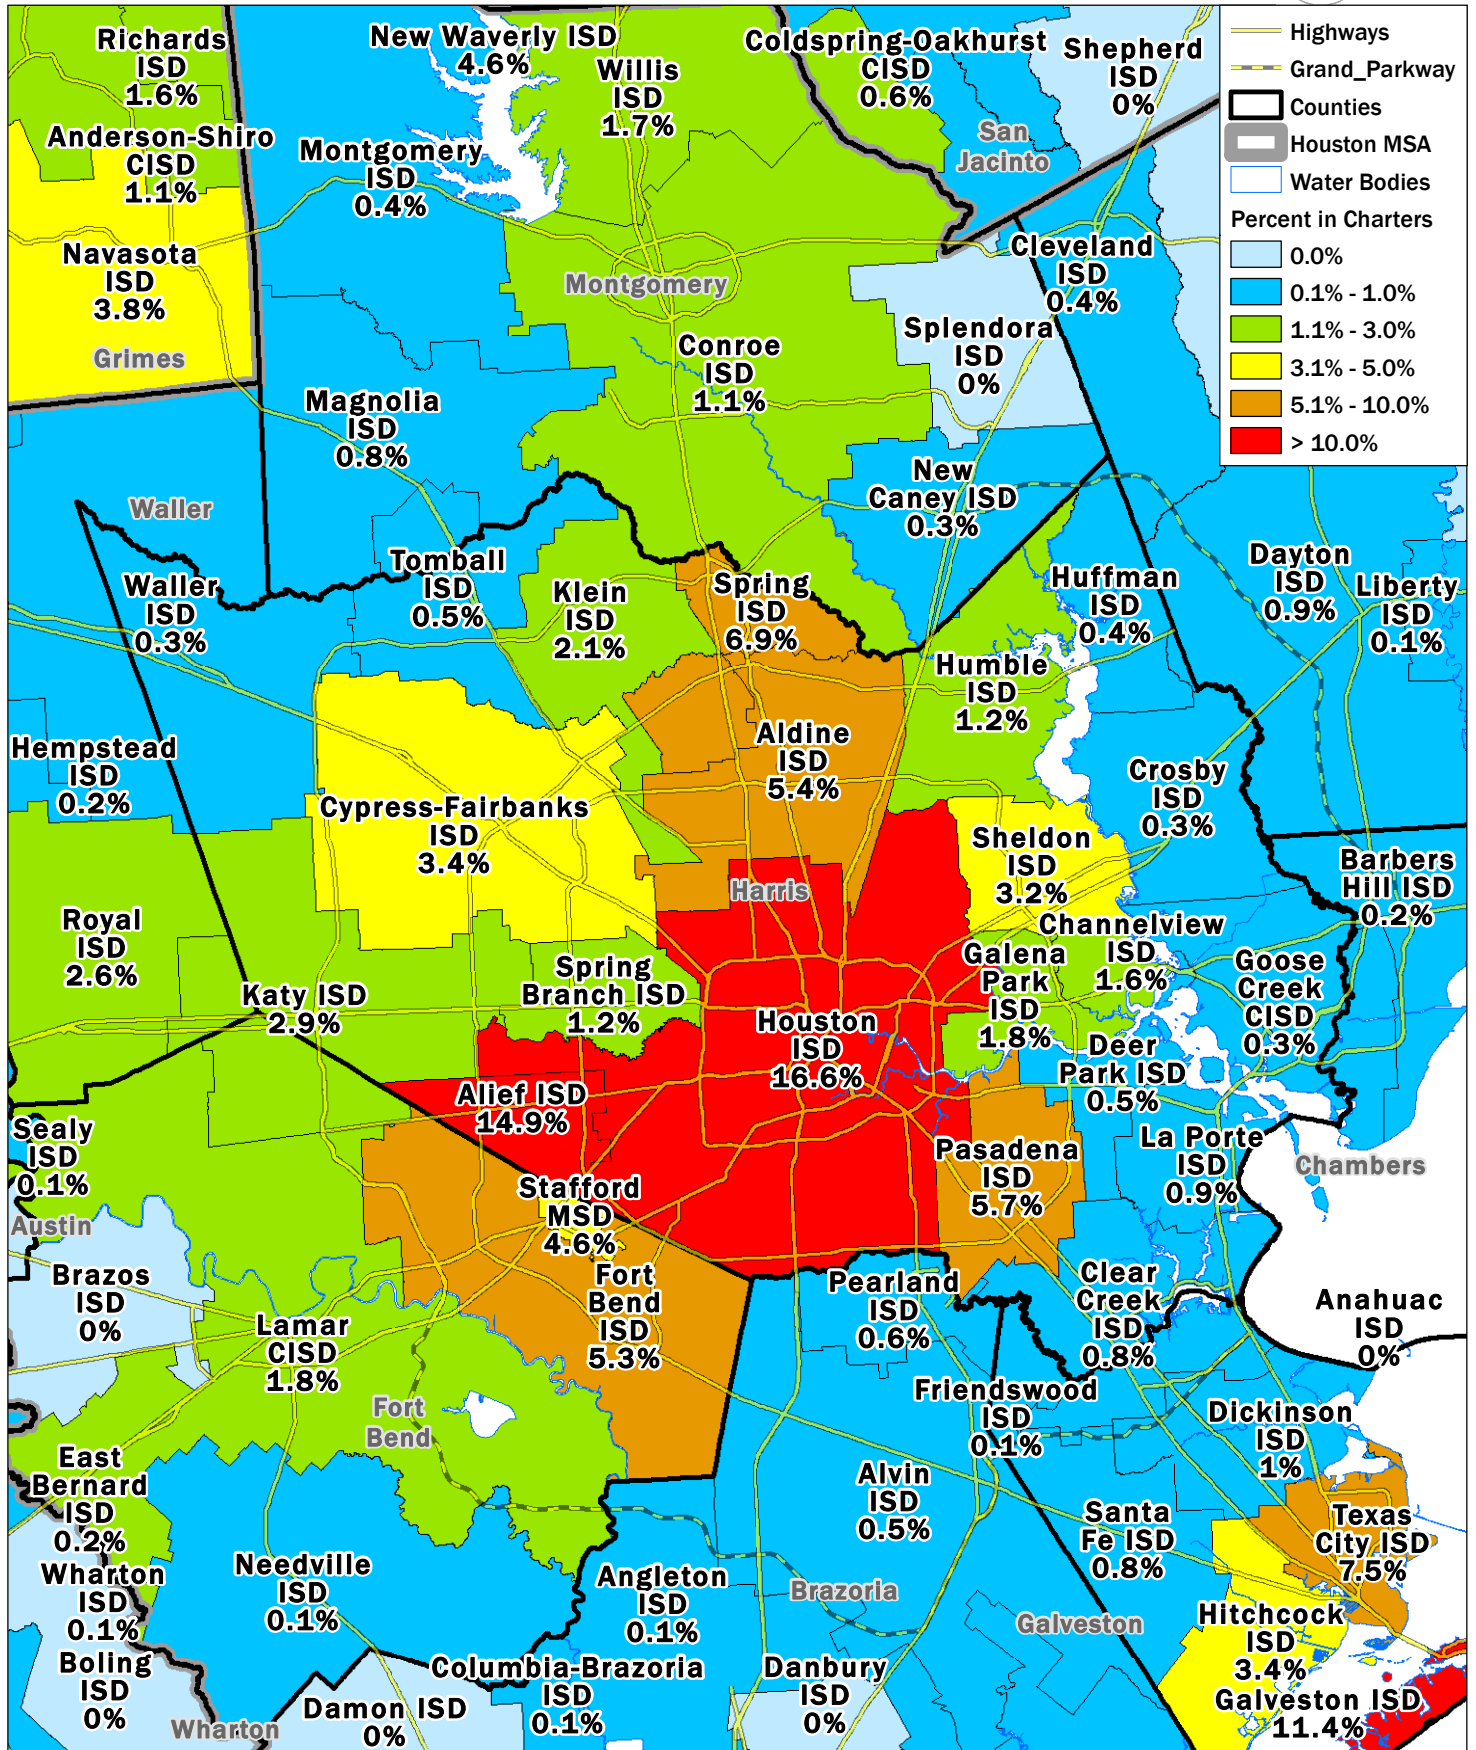 Richards
ISD
1.6%
New Waverly ISD
4.6%
Willis
ISD
1.7%
Coldspring-Oakhurst
CISD
0.6%
Shepherd
ISD
0%
Highways
Grand_Parkway
Counties
Houston MSA
Water Bodies
Percent in Charters
0.0%
0.1% - 1.0%
1.1% - 3.0%
3.1% - 5.0%
5.1% - 10.0%
> 10.0%
Anderson-Shiro
CISD
1.1%
Montgomery
ISD
0.4%
San
Jacinto
Navasota
ISD
3.8%
Grimes
Montgomery
Cleveland
ISD
0.4%
Splendora
ISD
0%
Conroe
ISD
1.1%
Magnolia
ISD
0.8%
New
Caney ISD
0.3%
Waller
Waller
ISD
0.3%
Tomball
ISD
0.5%
Klein
ISD
2.1%
Spring
ISD
6.9%
Huffman
ISD
0.4%
Dayton
ISD
0.9%
Liberty
ISD
0.1%
Humble
ISD
1.2%
Hempstead
ISD
0.2%
Aldine
ISD
5.4%
Crosby
ISD
0.3%
Cypress-Fairbanks
ISD
3.4%
Sheldon
ISD
3.2%
Barbers
Hill ISD
0.2%
Harris
Royal
ISD
2.6%
Channelview
ISD
1.6%
Galena
Park
ISD
1.8%
Goose
Creek
CISD
0.3%
Katy ISD
2.9%
Spring
Branch ISD
1.2%
Houston
ISD
16.6%
Deer
Park ISD
0.5%
Alief ISD
14.9%
Sealy
ISD
0.1%
Austin
Pasadena
ISD
5.7%
La Porte
ISD
0.9%
Chambers
Stafford
MSD
4.6%
Brazos
ISD
0%
Fort
Bend
ISD
5.3%
Pearland
ISD
0.6%
Clear
Creek
ISD
0.8%
Anahuac
ISD
0%
Lamar
CISD
1.8%
Fort
Bend
Friendswood
ISD
0.1%
Dickinson
ISD
1%
East
Bernard
ISD
0.2%
Alvin
ISD
0.5%
Santa
Fe ISD
0.8%
Texas
City ISD
7.5%
Wharton
ISD
0.1%
Needville
ISD
0.1%
Angleton
ISD
0.1%
Brazoria
Galveston
Hitchcock
ISD
3.4%
Boling
ISD
0%
Wharton
Damon ISD
0%
Columbia-Brazoria
ISD
0.1%
Danbury
ISD
0%
Galveston ISD
11.4%